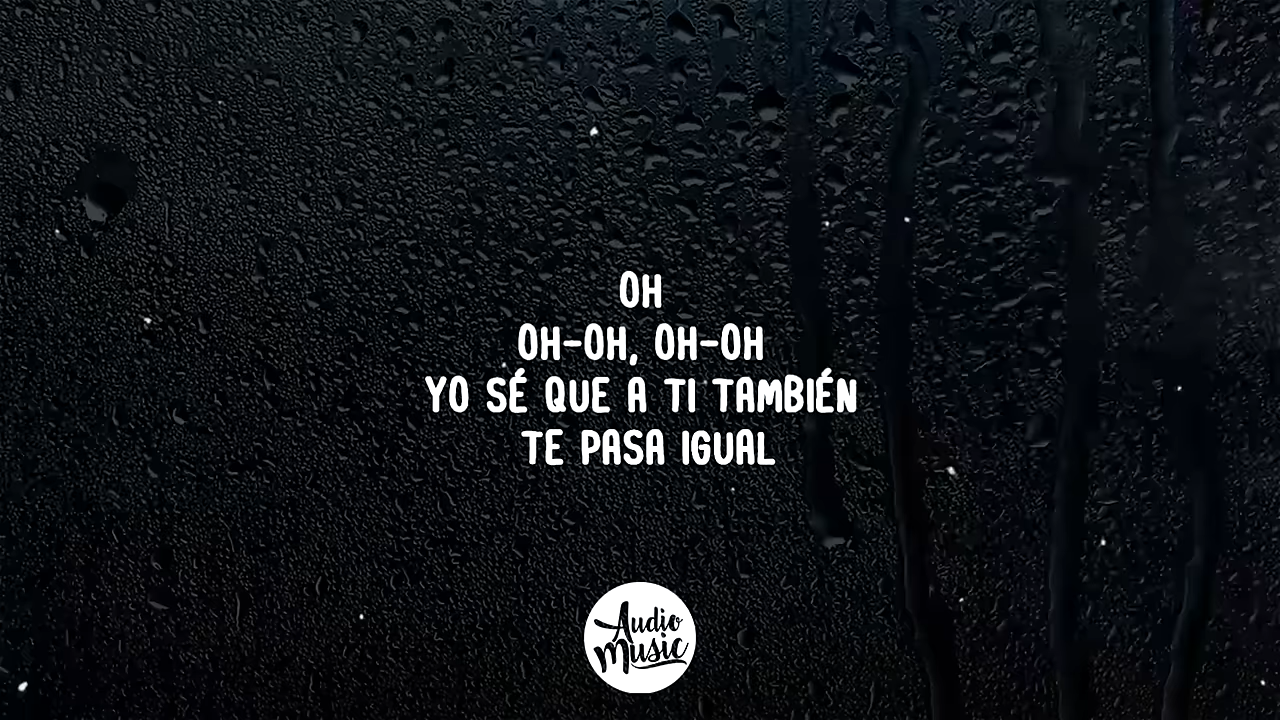 OH
OH-OH, OH-OH
YO SÉ QUE A TI TAMBIÉN
TE PASA IGUAL
Audio
Music